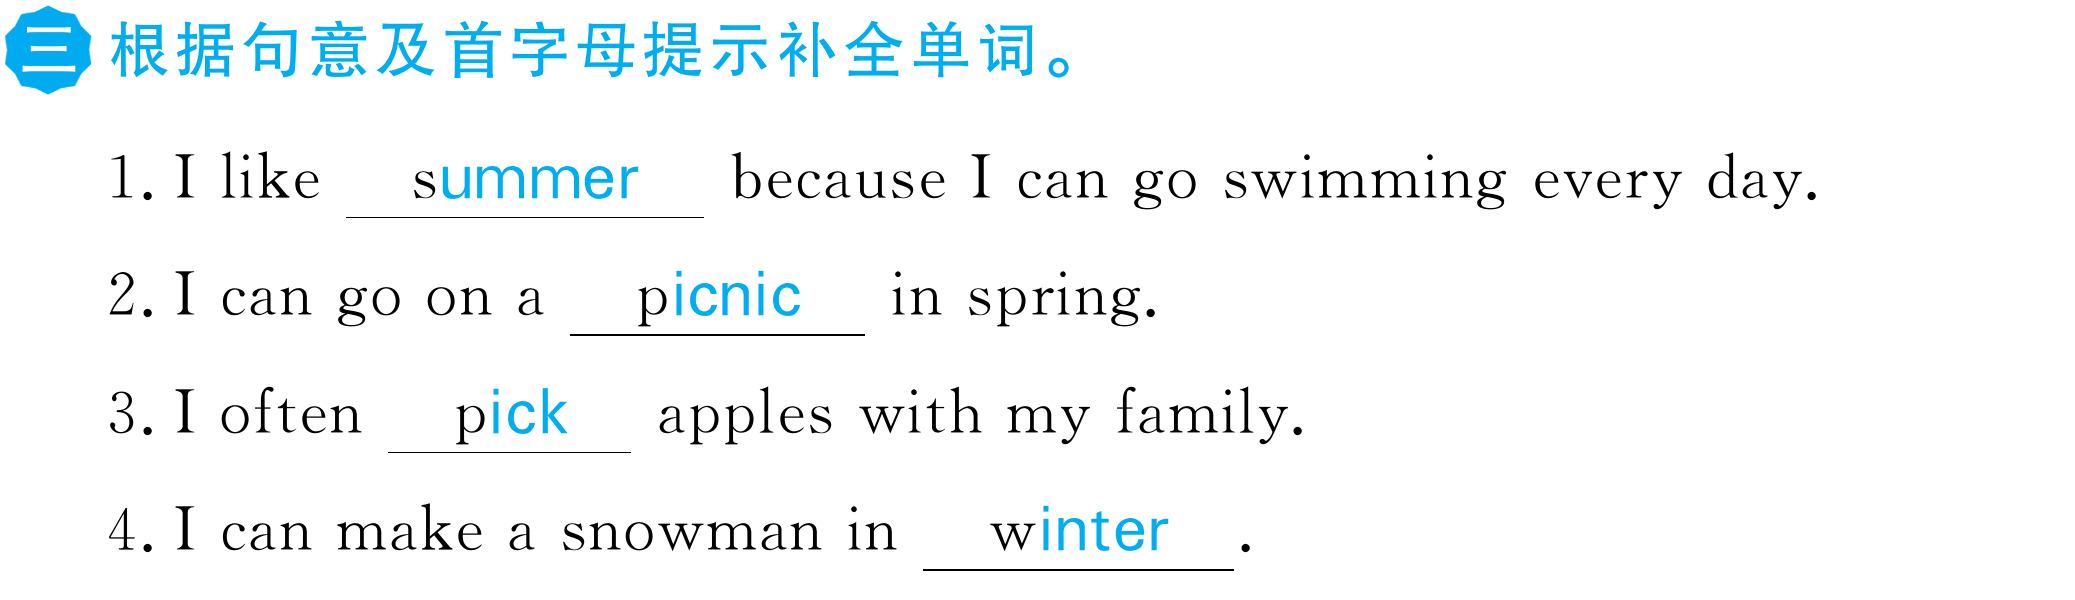 三 根据句意及首字母提示补全单词。
1. I like summer because I can go swimming every day.
2. I can go on a picnic in spring.
3. I often pick apples with my family.
4. I can make a snowman in winter.